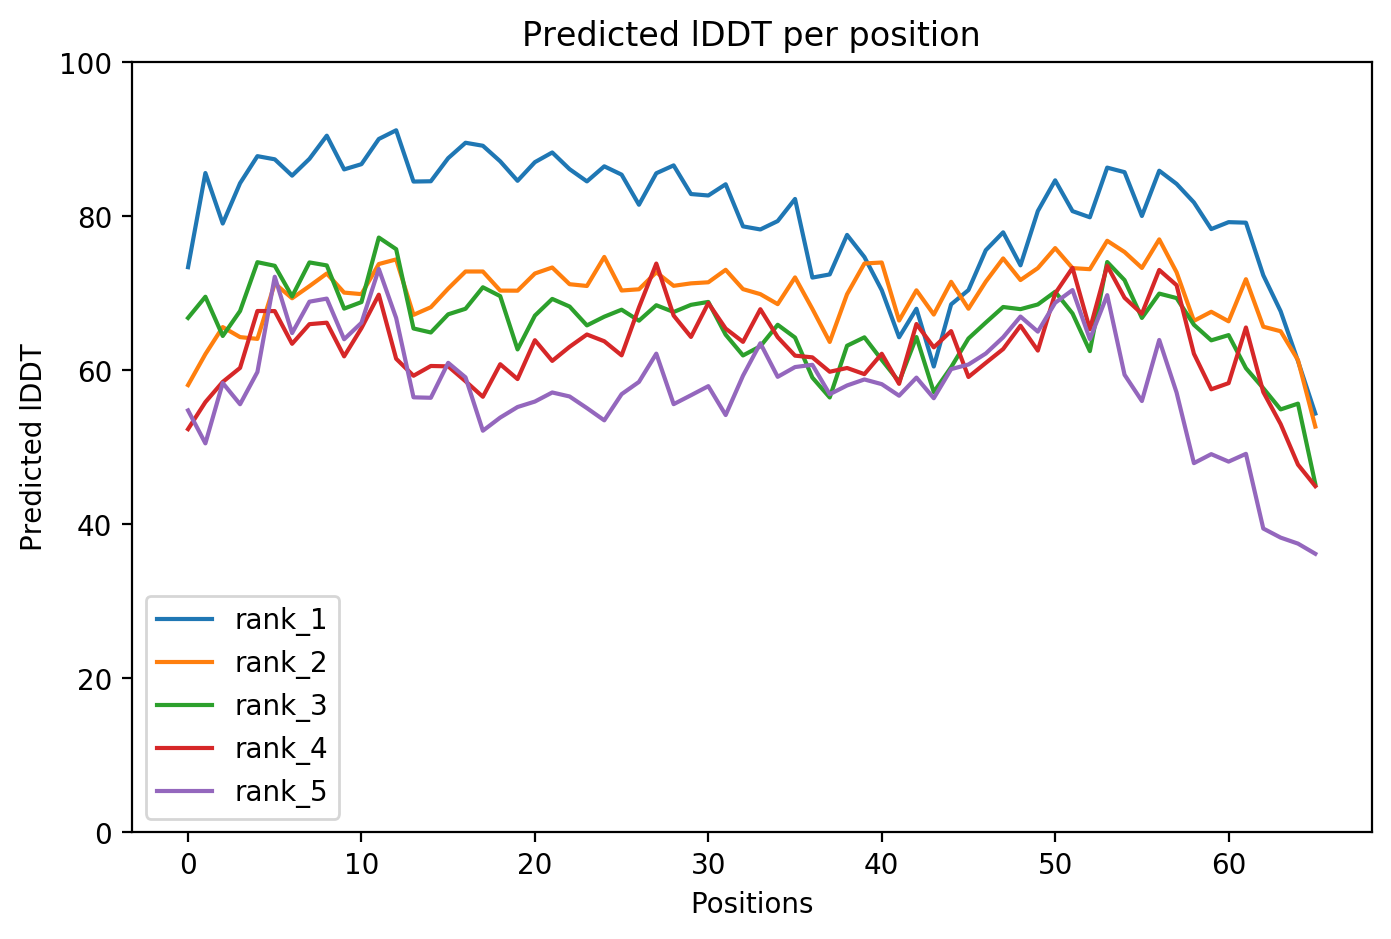 Predicted lDDT per position
100
80
60
40
20
0
Predicted lDDT
rank_1
rank_2
rank_3
rank_4
rank_5
0 10 20 30 40 50 60
Positions